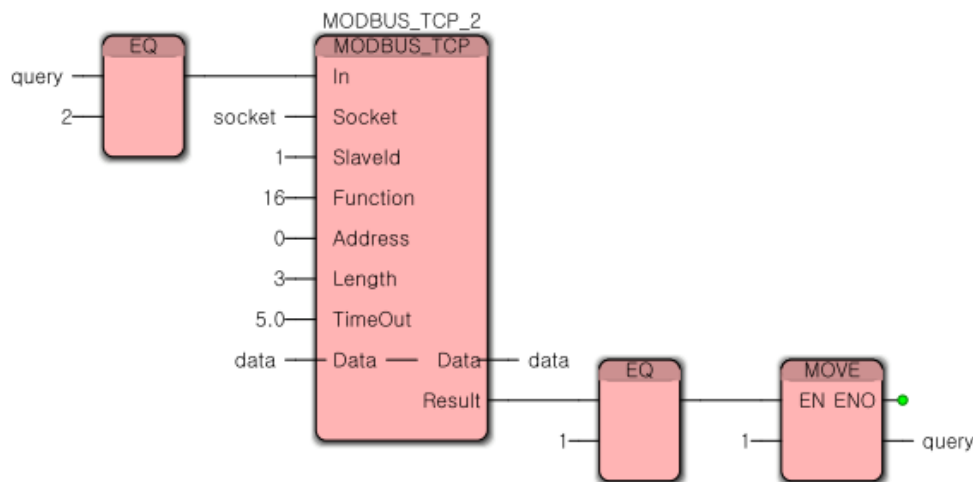 MODBUS_TCP_2
EQ
MODBUS_TCP
query
In
2
socket
Socket
1
SlaveId
16
Function
0
Address
3
Length
5.0
TimeOut
data
Data
Data
data
EQ
MOVE
Result
EN ENO
1
1
query